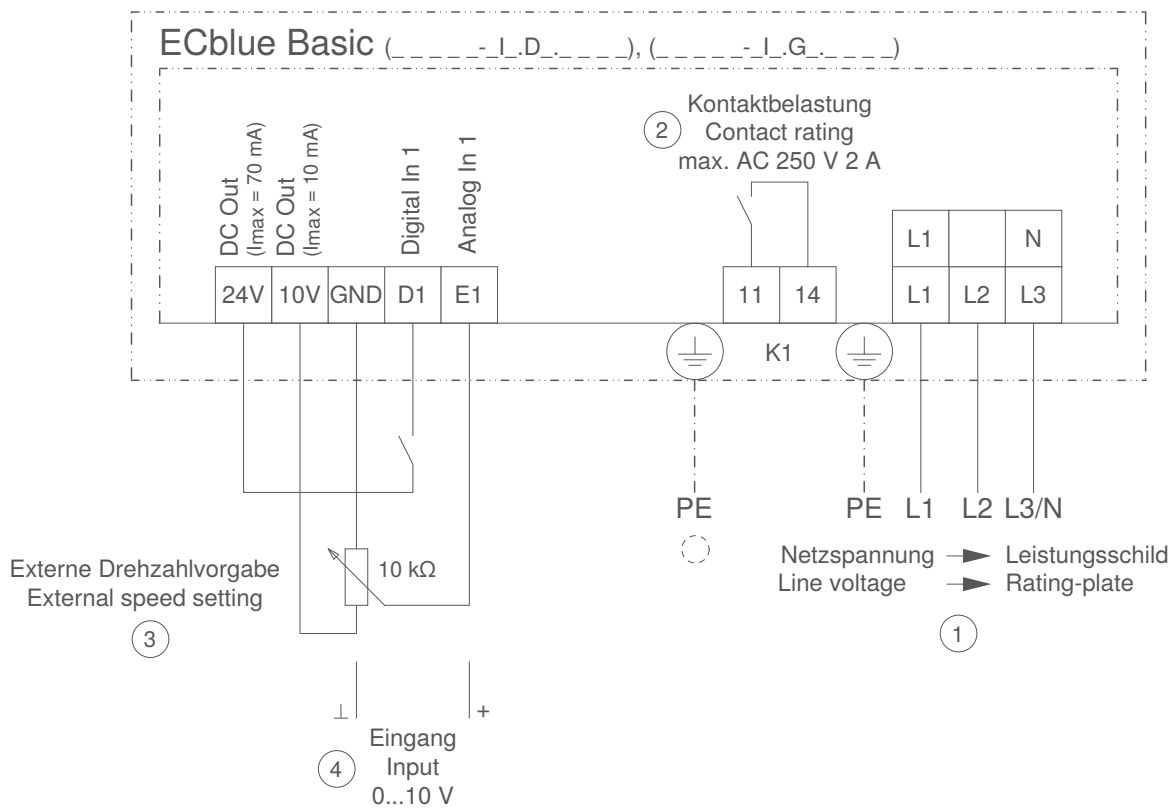 ECblue Basic (_ _ _ _ _-_I_.D_._ _ _ _), (_ _ _ _ _-_I_.G_._ _ _ _)
2
Kontaktbelastung
Contact rating
max. AC 250 V 2 A
DC Out
(Imax = 70 mA)
DC Out
(Imax = 10 mA)
Digital In 1
Analog In 1
L1 N
24V 10V GND D1 E1 11 14 L1 L2 L3
K1
PE PE L1 L2 L3/N
Netzspannung Leistungsschild
Line voltage Rating-plate
1
10 kΩ
Externe Drehzahlvorgabe
External speed setting
3
⊥ +
4
Eingang
Input
0...10 V